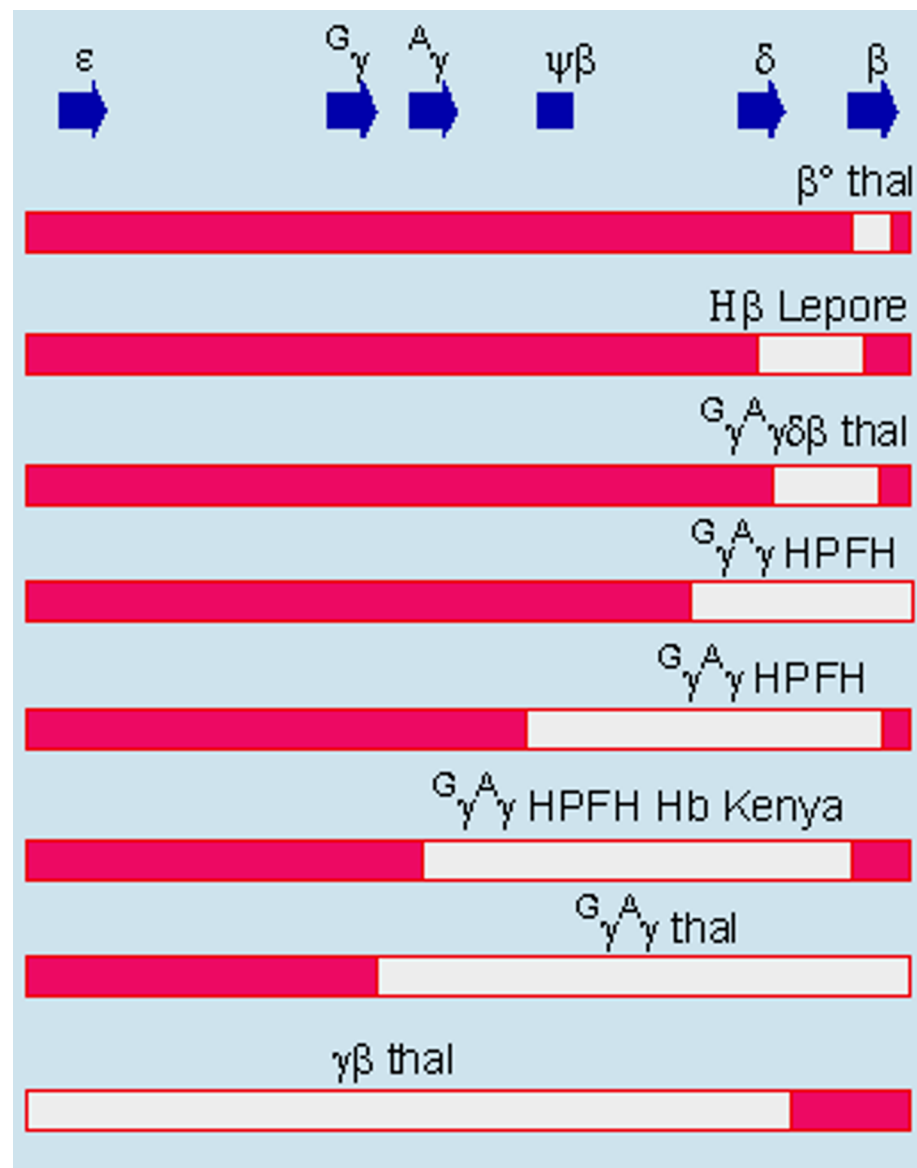 ε Gγ Aγ ψβ δ β
β° thal
Hβ Lepore
GγAγδβ thal
GγAγ HPFH
GγAγ HPFH
GγAγ HPFH Hb Kenya
GγAγ thal
γβ thal